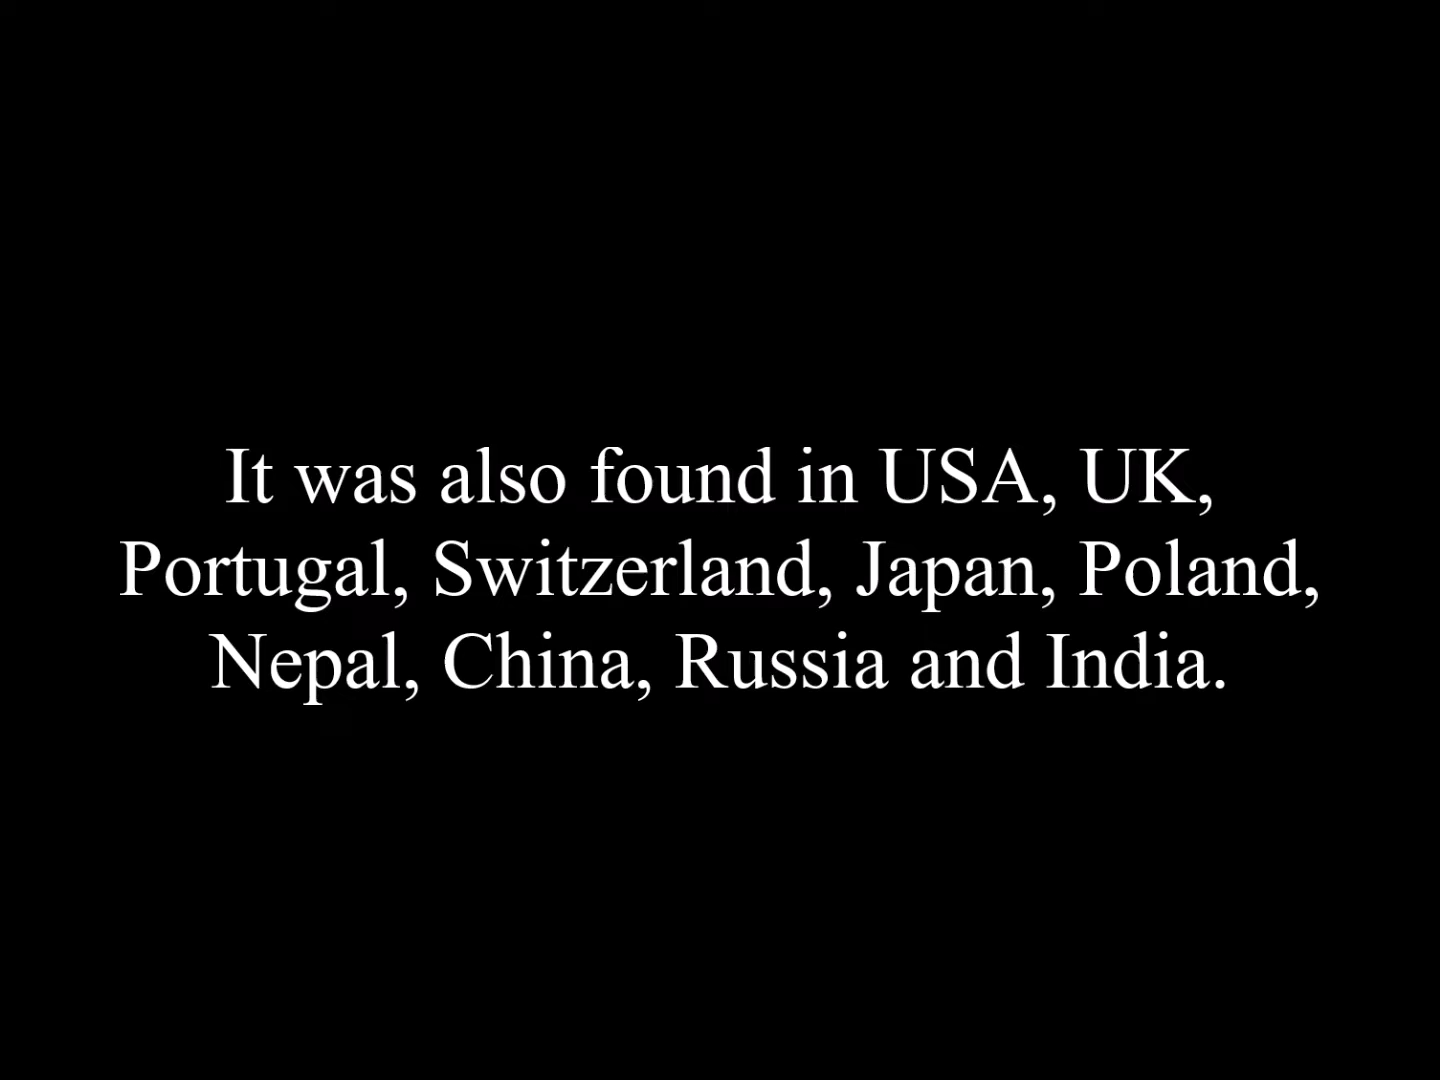 It was also found in USA, UK,
Portugal, Switzerland, Japan, Poland,
Nepal, China, Russia and India.